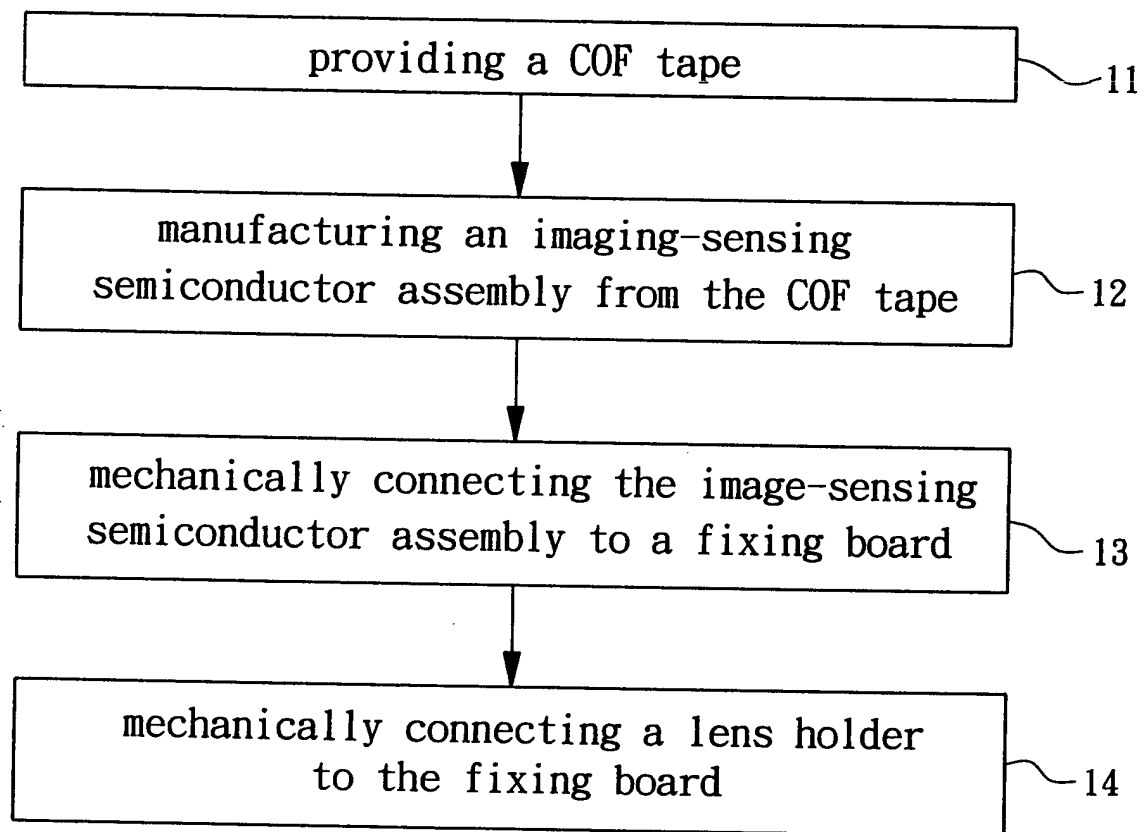 providing a COF tape
11
manufacturing an imaging-sensing
semiconductor assembly from the COF tape
12
mechanically connecting the image-sensing
semiconductor assembly to a fixing board
13
mechanically connecting a lens holder
to the fixing board
14